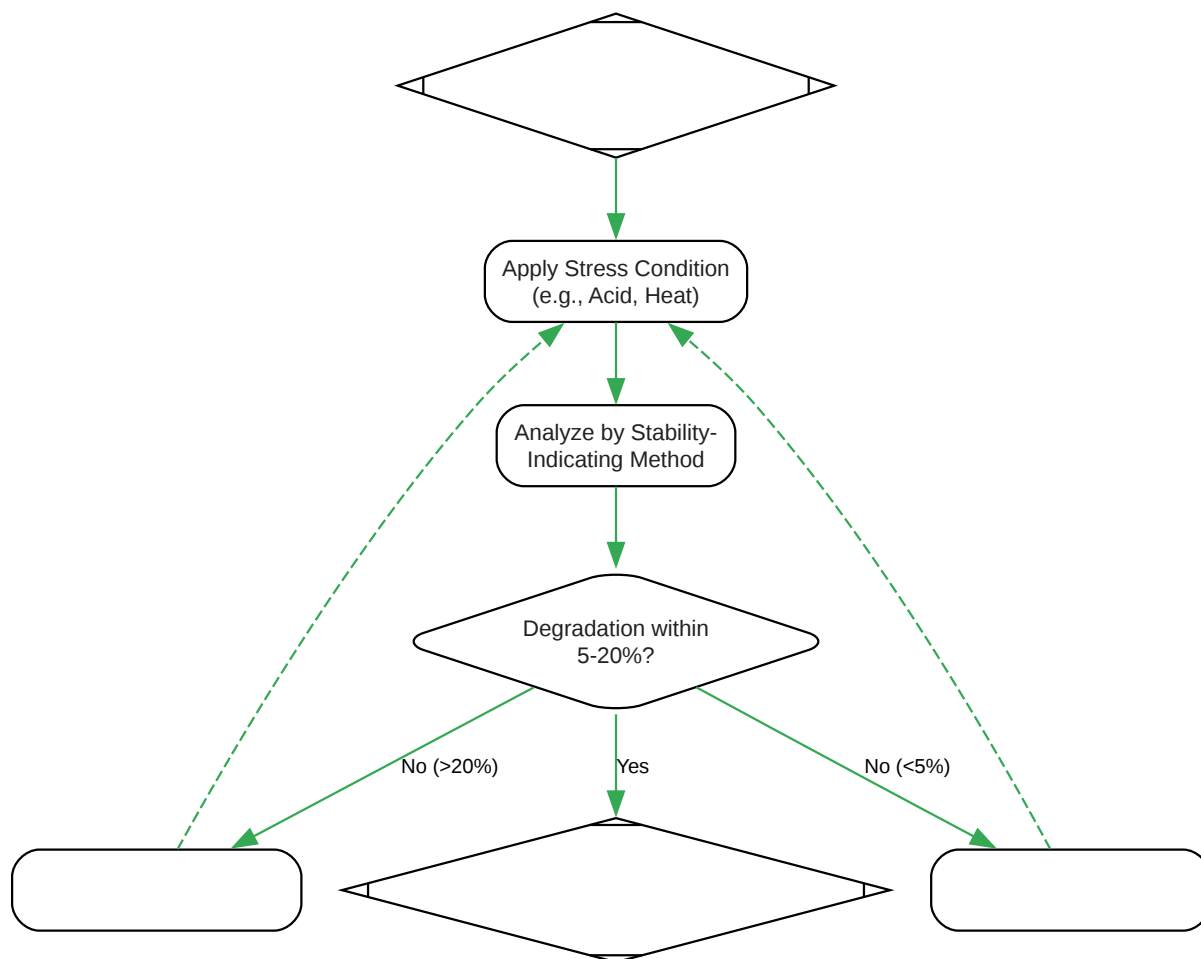 Apply Stress Condition
(e.g., Acid, Heat)
Analyze by Stability-
Indicating Method
Degradation within
5-20%?
No (>20%)
Yes
No (<5%)